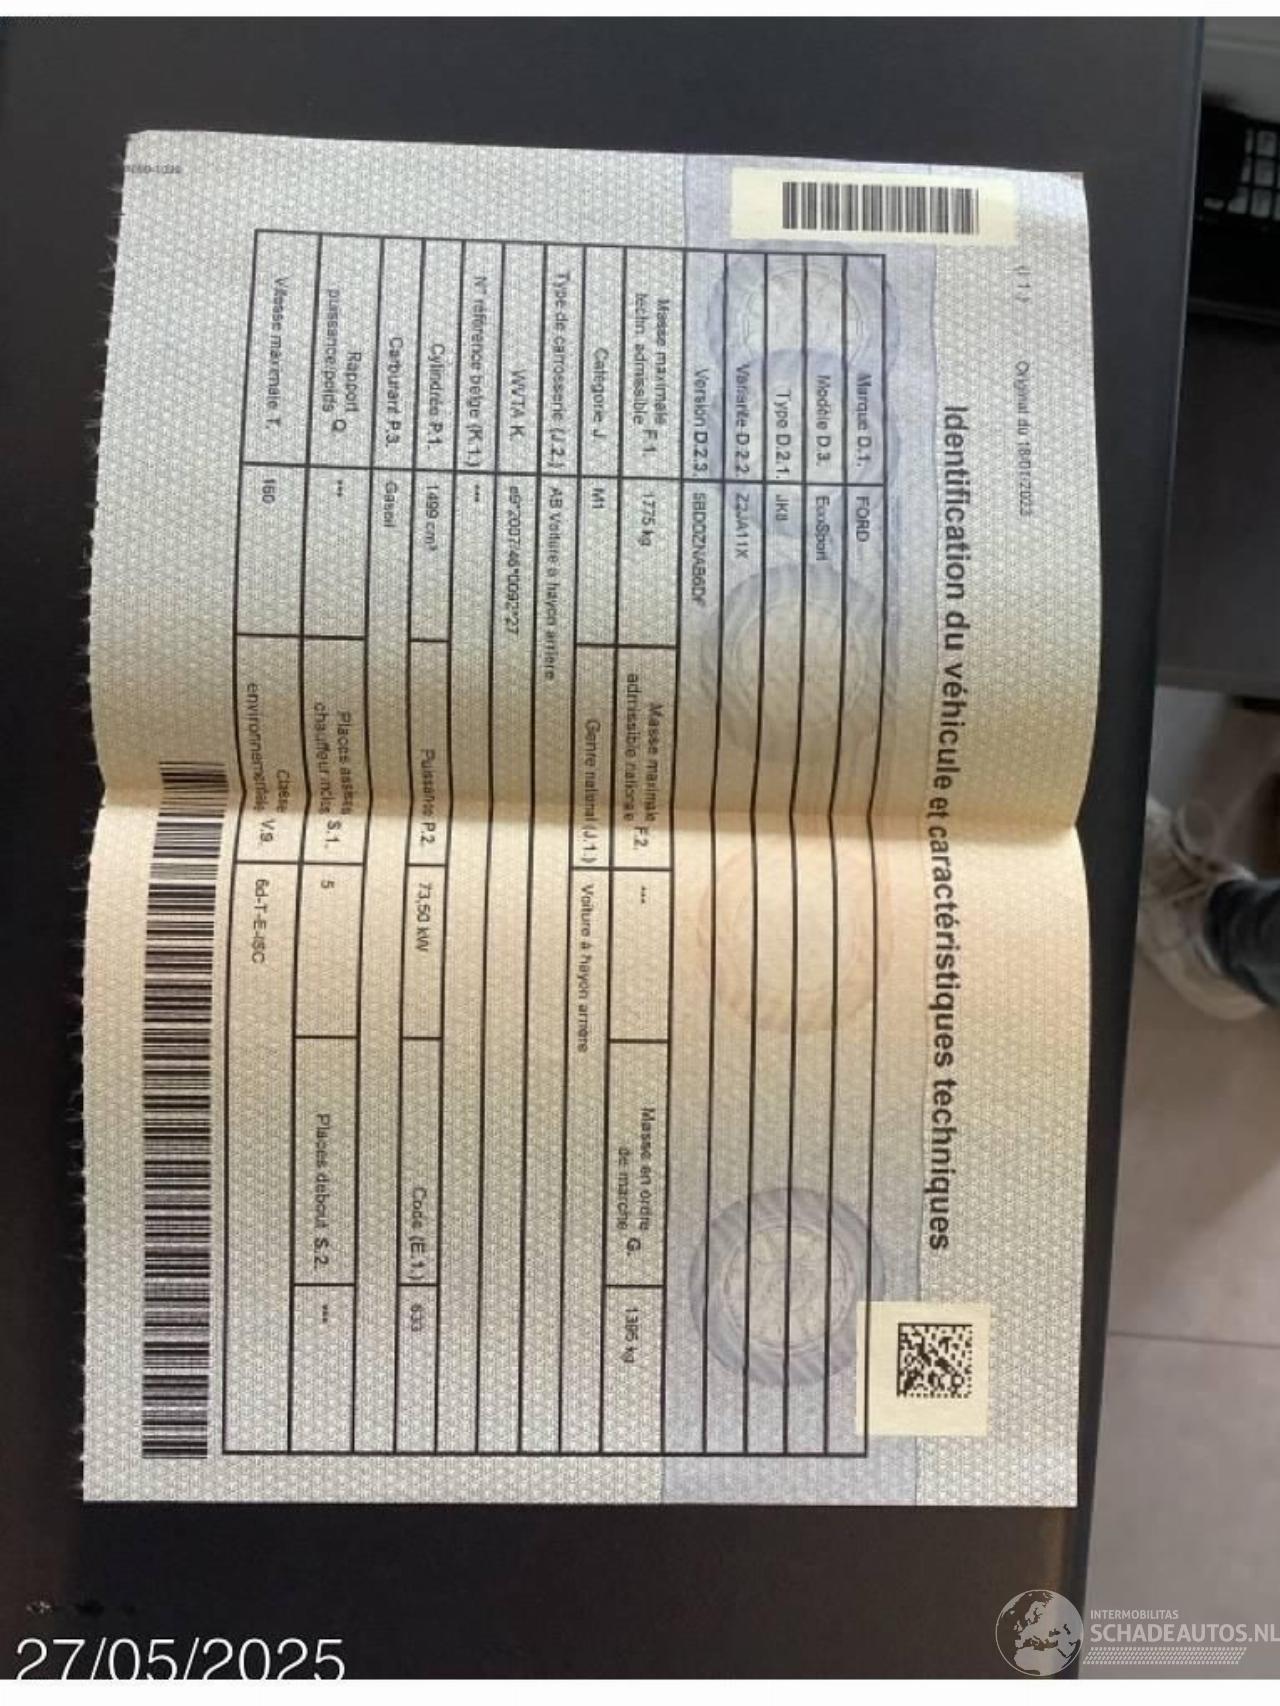 (I 1.) Original du 18/01/2023
Identification du véhicule et caractéristiques techniques
Marque D.1. FORD
Modèle D.3. EcoSport
Type D.2.1. JK8
Variante D.2.2. Z2JA11X
Version D.2.3. 5BDOZNAB6DF
Masse maximale techn. admissible F.1. 1775 kg Masse maximale admissible nationale F.2. *** Masse en ordre de marche G. 1395 kg
Catégorie J. M1 Genre national (J.1.) Voiture à hayon arrière
Type de carrosserie (J.2.) AB Voiture à hayon arrière
WVTA K. e9*2007/46*0092*27
N° référence belge (K.1.) ***
Cylindrée P.1. 1499 cm³ Puissance P.2. 73,50 kW Code (E.1.) 633
Carburant P.3. Gasoil
Rapport puissance/poids Q. *** Places assises chauffeur inclus S.1. 5 Places debout S.2. ***
Vitesse maximale T. 160 Classe environnementale V.9. 6d-T-E-ISC
27/05/2025
INTERMOBILITAS
SCHADEAUTOS.NL